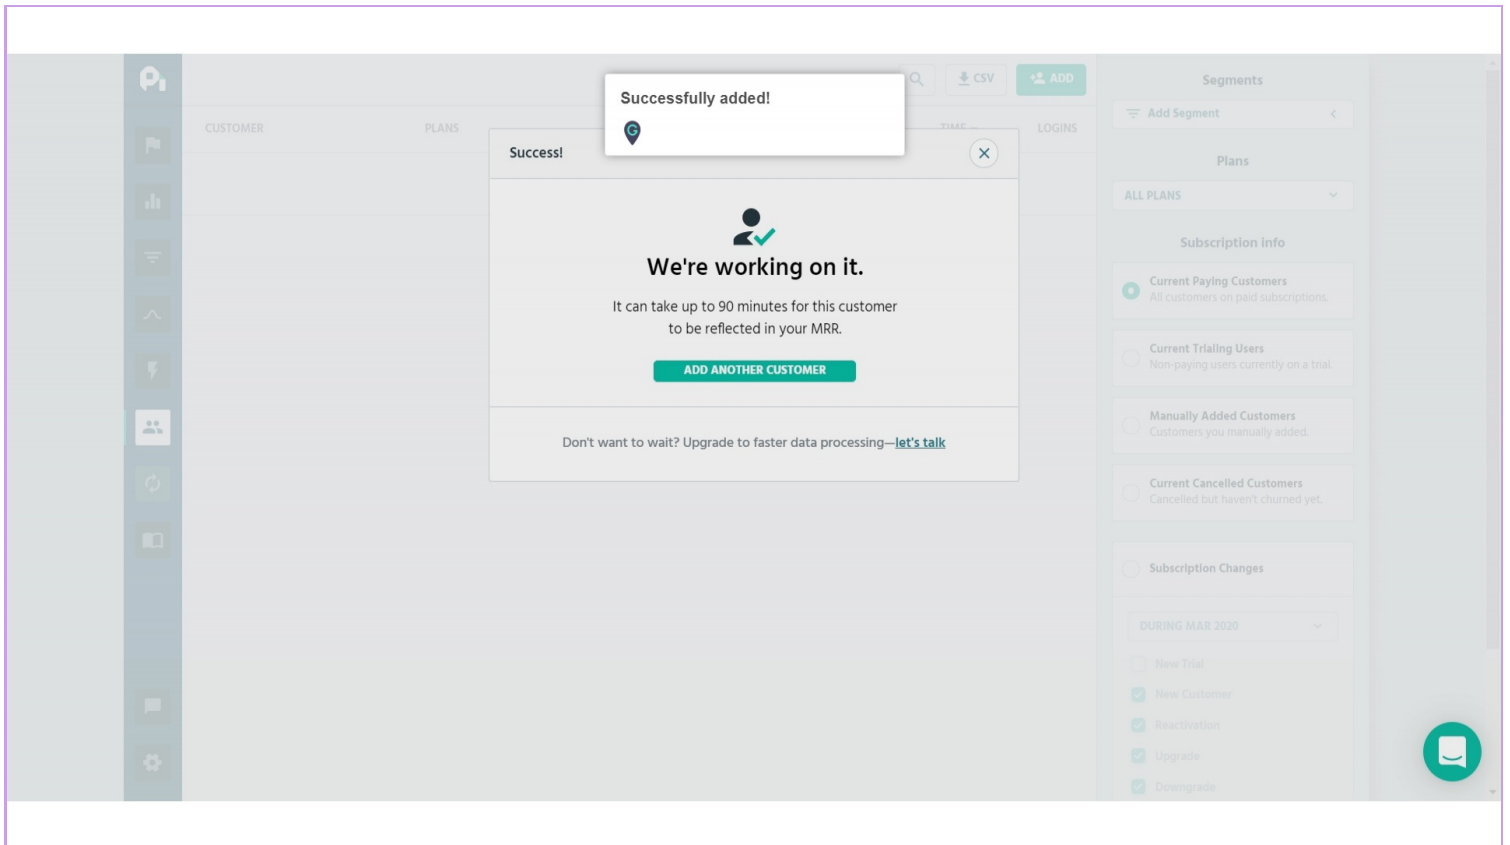 Successfully added!
G
CSV
ADD
CUSTOMER
PLANS
TIME
LOGINS
Success!
We're working on it.
It can take up to 90 minutes for this customer
to be reflected in your MRR.
ADD ANOTHER CUSTOMER
Don't want to wait? Upgrade to faster data processing—let's talk
Segments
Add Segment
Plans
ALL PLANS
Subscription info
Current Paying Customers
All customers on paid subscriptions.
Current Trialing Users
Non-paying users currently on a trial.
Manually Added Customers
Customers you manually added.
Current Cancelled Customers
Cancelled but haven't churned yet.
Subscription Changes
DURING MAR 2020
New Trial
New Customer
Reactivation
Upgrade
Downgrade